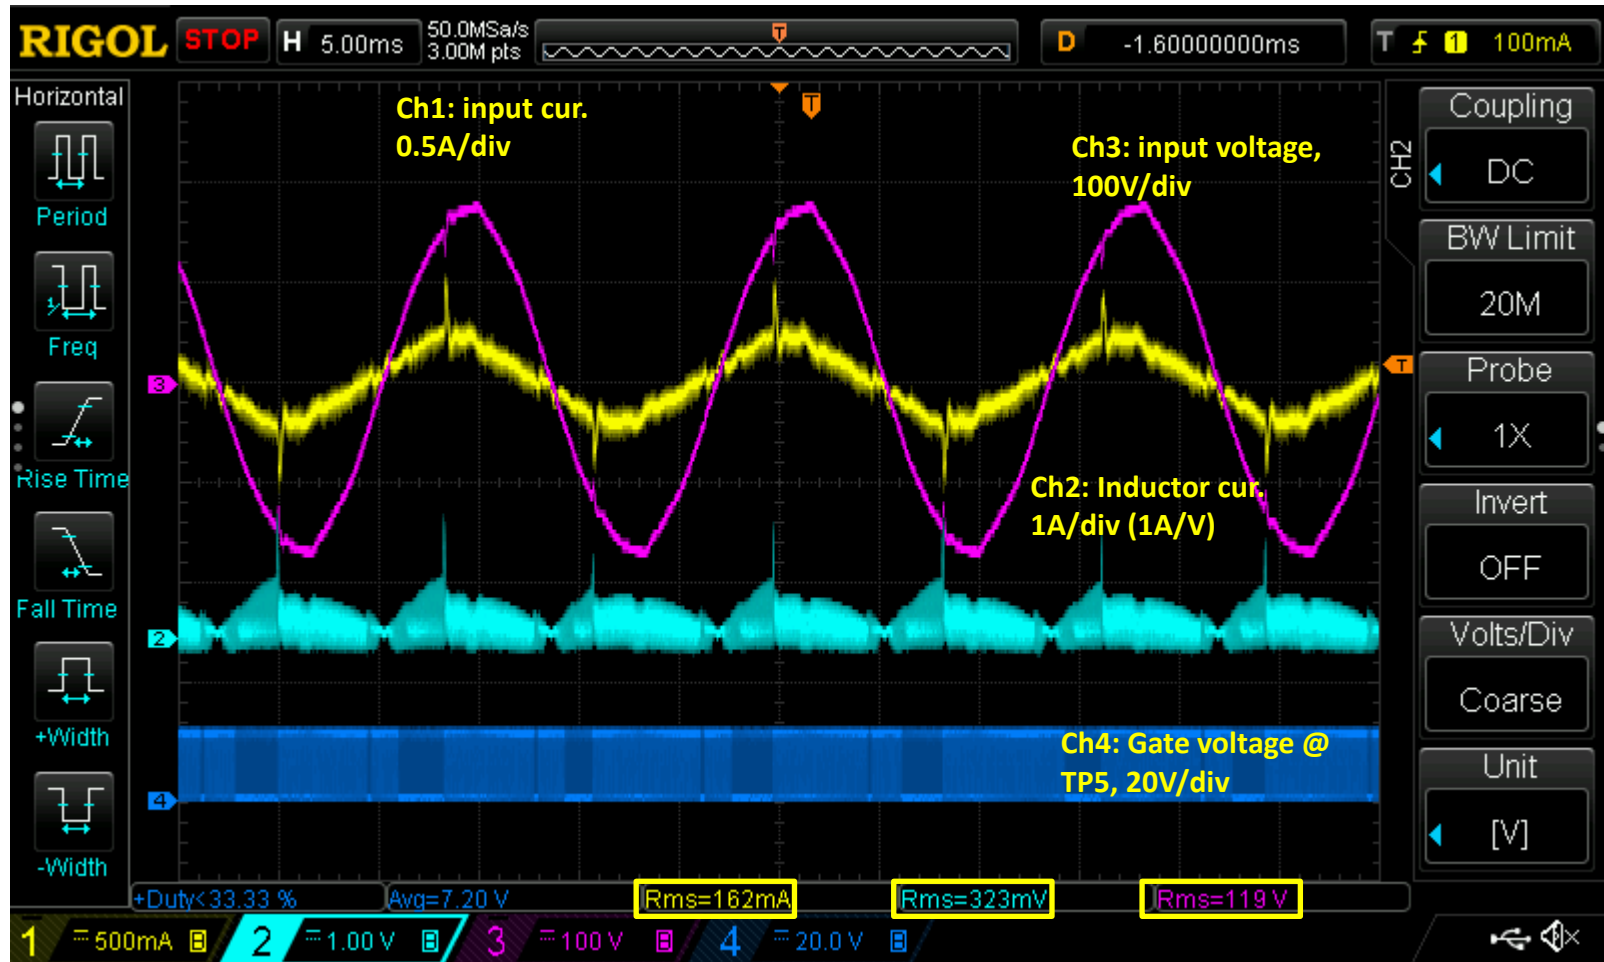 RIGOL STOP H 5.00ms 50.0MSa/s D -1.60000000ms T 1 100mA
3.00M pts
T
Horizontal
Period
Freq
Rise Time
Fall Time
+Width
-Width
T
Ch1: input cur.
0.5A/div
Ch3: input voltage,
100V/div
3
T
Ch2: Inductor cur.
1A/div (1A/V)
2
Ch4: Gate voltage @
TP5, 20V/div
4
CH2
Coupling
DC
BW Limit
20M
Probe
1X
Invert
OFF
Volts/Div
Coarse
Unit
[V]
+Duty<33.33 % Avg=7.20 V Rms=162mA Rms=323mV Rms=119 V
1 500mA B 2 1.00 V B 3 100 V B 4 20.0 V B